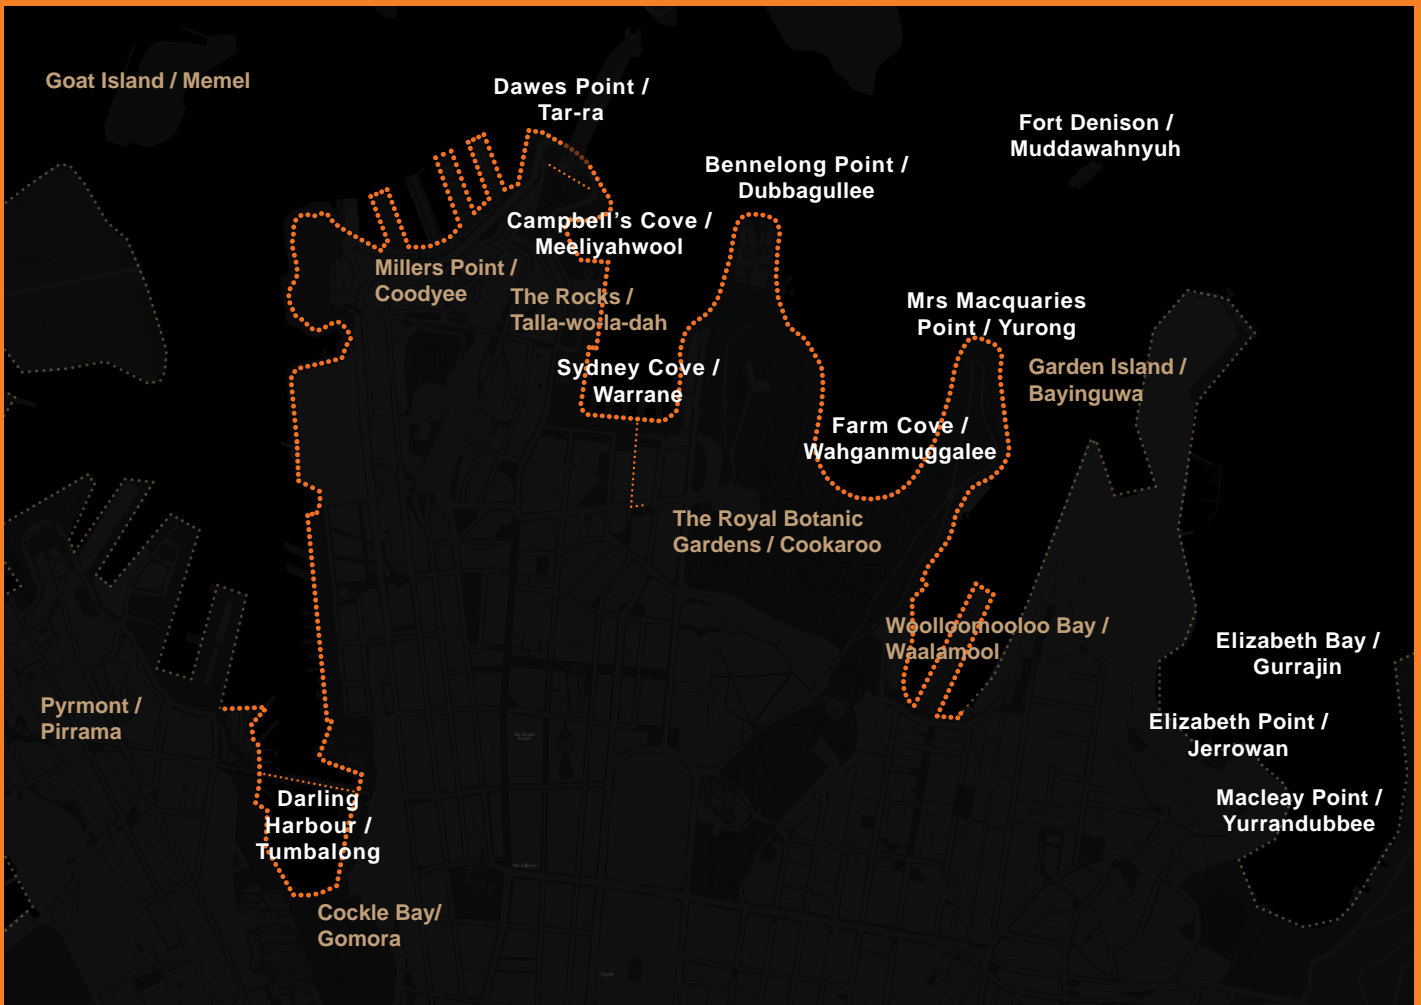 Goat Island / Memel
Dawes Point /
Tar-ra
Fort Denison /
Muddawahnyuh
Bennelong Point /
Dubbagullee
Campbell’s Cove /
Meeliyahwool
Millers Point /
Coodyee
The Rocks /
Talla-wo-la-dah
Mrs Macquaries
Point / Yurong
Sydney Cove /
Warrane
Garden Island /
Bayinguwa
Farm Cove /
Wahganmuggalee
The Royal Botanic
Gardens / Cookaroo
Woolloomooloo Bay /
Waalamool
Elizabeth Bay /
Gurrajin
Pyrmont /
Pirrama
Elizabeth Point /
Jerrowan
Darling
Harbour /
Tumbalong
Macleay Point /
Yurrandubbee
Cockle Bay/
Gomora